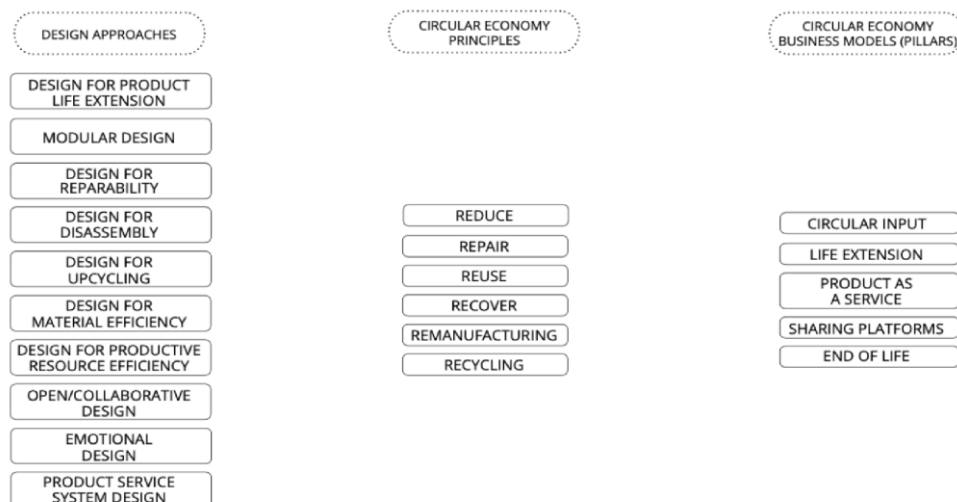 DESIGN APPROACHES
DESIGN FOR PRODUCT
LIFE EXTENSION
MODULAR DESIGN
DESIGN FOR
REPARABILITY
DESIGN FOR
DISASSEMBLY
DESIGN FOR
UPCYCLING
DESIGN FOR
MATERIAL EFFICIENCY
DESIGN FOR PRODUCTIVE
RESOURCE EFFICIENCY
OPEN/COLLABORATIVE
DESIGN
EMOTIONAL
DESIGN
PRODUCT SERVICE
SYSTEM DESIGN
CIRCULAR ECONOMY
PRINCIPLES
REDUCE
REPAIR
REUSE
RECOVER
REMANUFACTURING
RECYCLING
CIRCULAR ECONOMY
BUSINESS MODELS (PILLARS)
CIRCULAR INPUT
LIFE EXTENSION
PRODUCT AS
A SERVICE
SHARING PLATFORMS
END OF LIFE